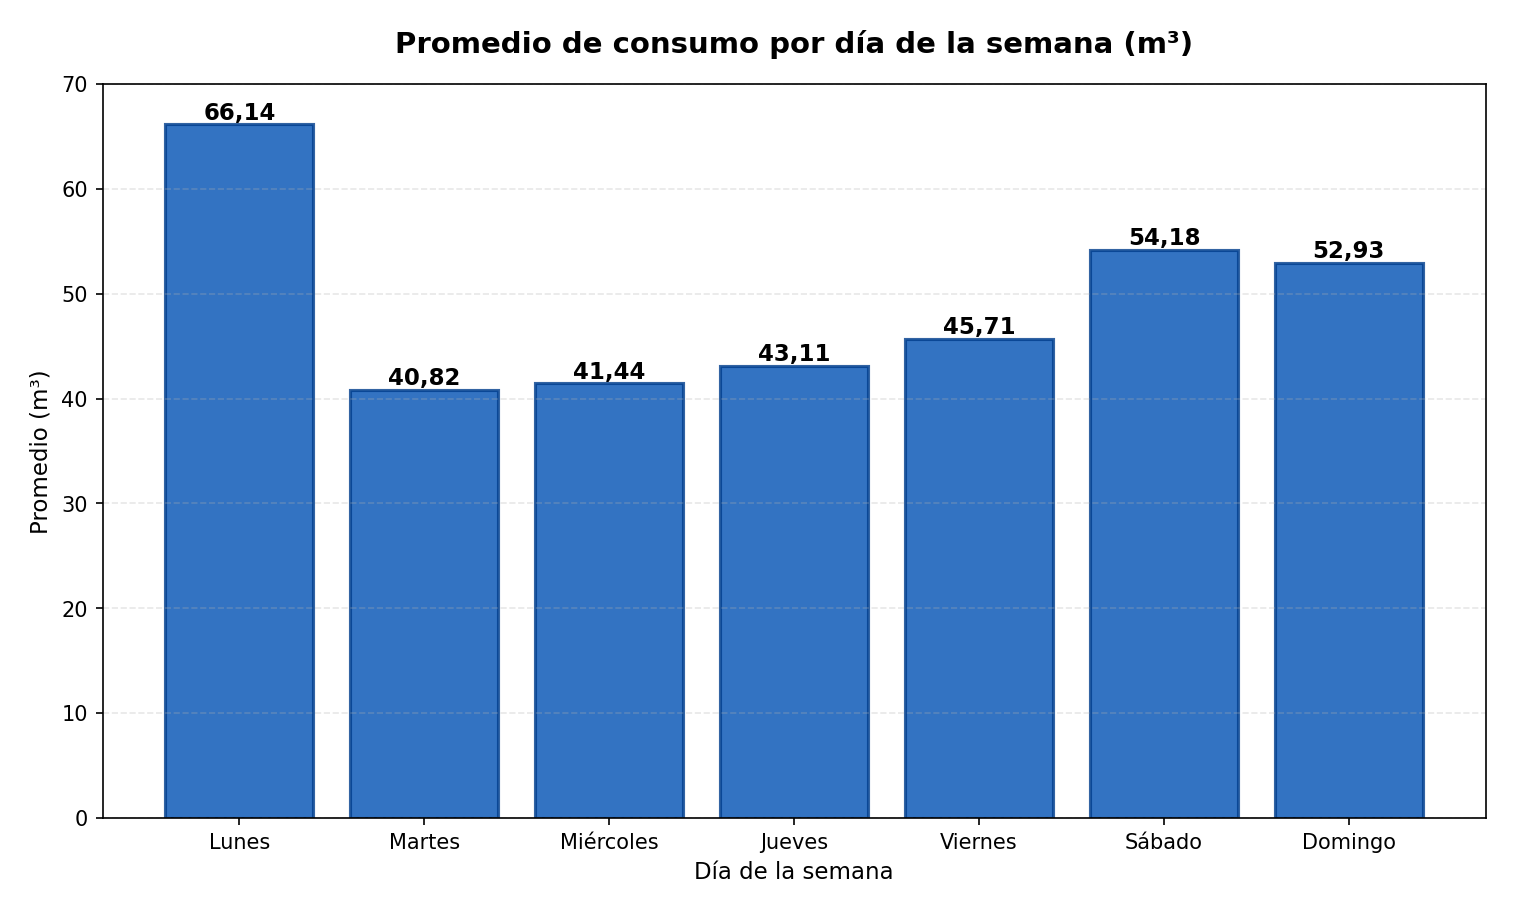 Promedio de consumo por día de la semana (m³)
70
60
50
40
30
20
10
0
Promedio (m³)
66,14
40,82
41,44
43,11
45,71
54,18
52,93
Lunes
Martes
Miércoles
Jueves
Viernes
Sábado
Domingo
Día de la semana